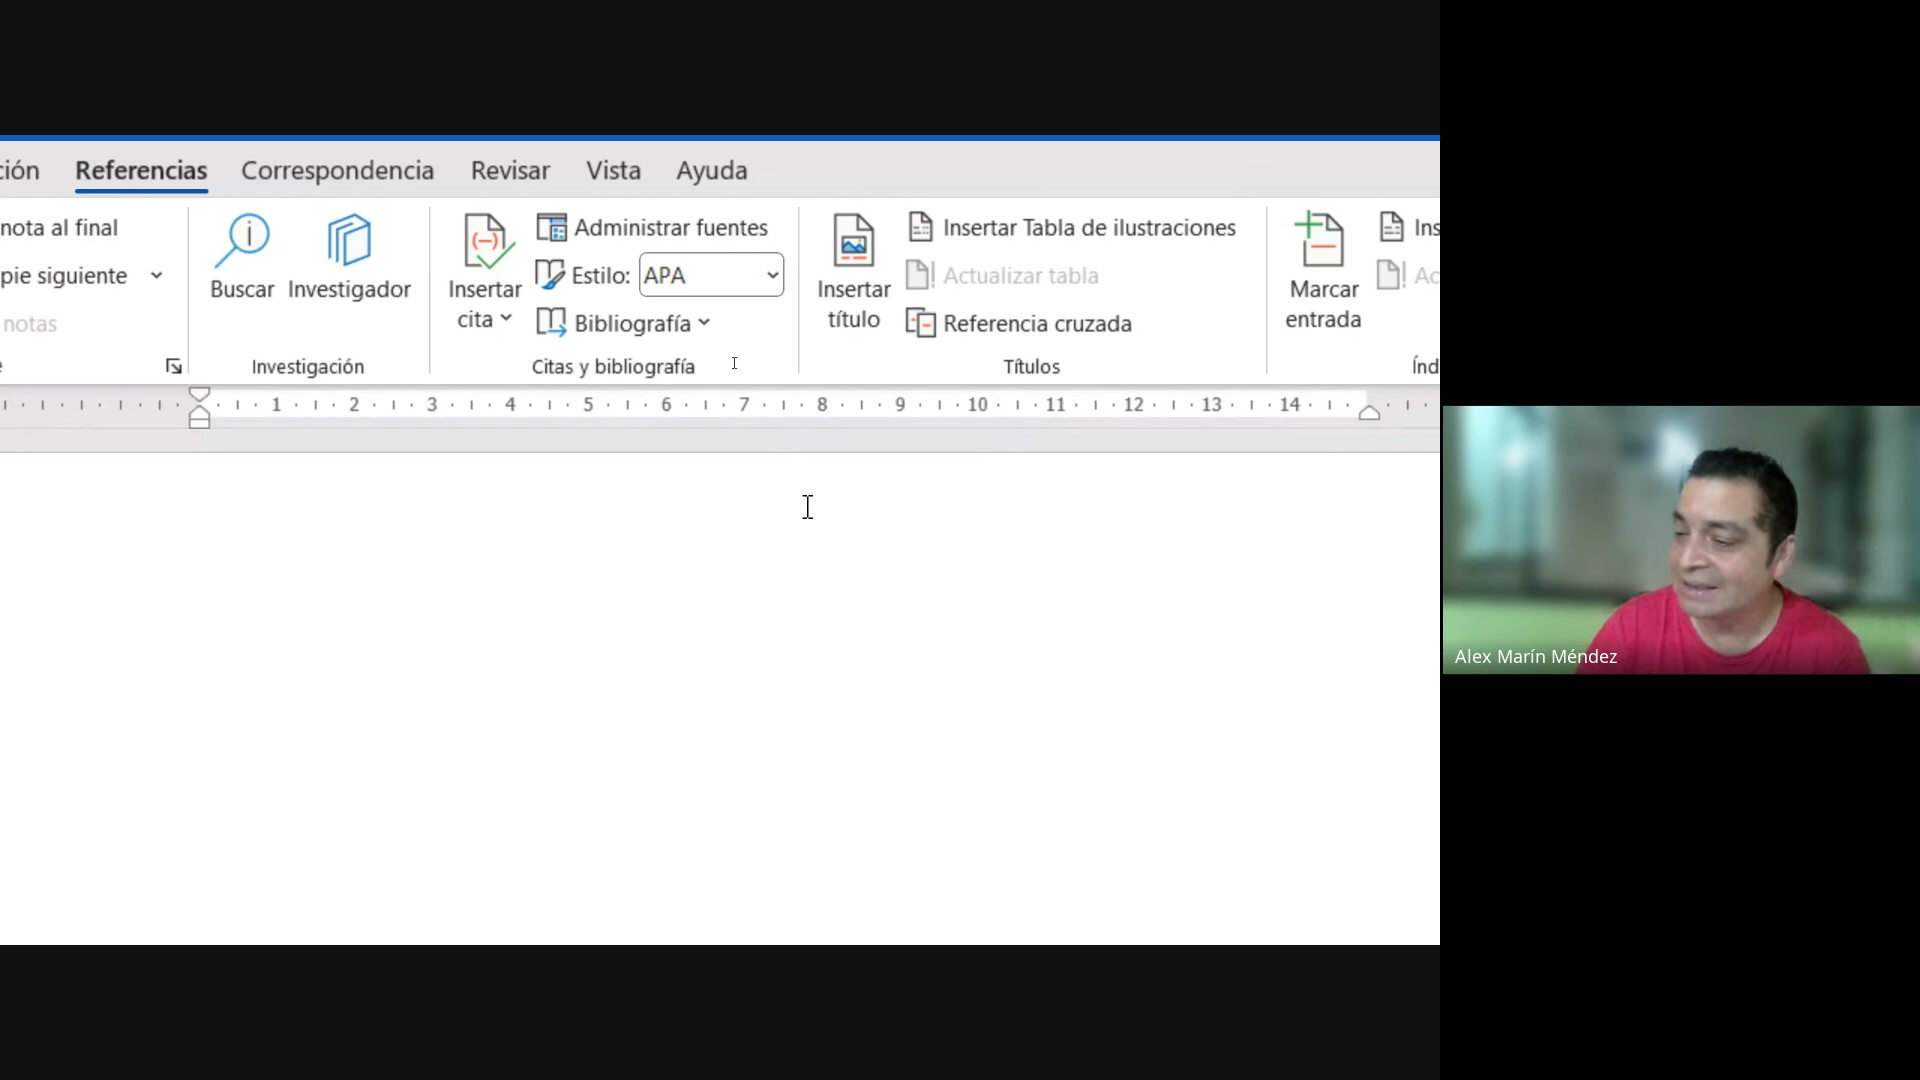 ción Referencias Correspondencia Revisar Vista Ayuda
nota al final
pie siguiente
notas
Buscar
Investigador
Investigación
Insertar cita
Administrar fuentes
Estilo: APA
Bibliografía
Citas y bibliografía
Insertar título
Insertar Tabla de ilustraciones
Actualizar tabla
Referencia cruzada
Títulos
Marcar entrada
Ins
Ac
Índ
1 2 3 4 5 6 7 8 9 10 11 12 13 14
Alex Marín Méndez